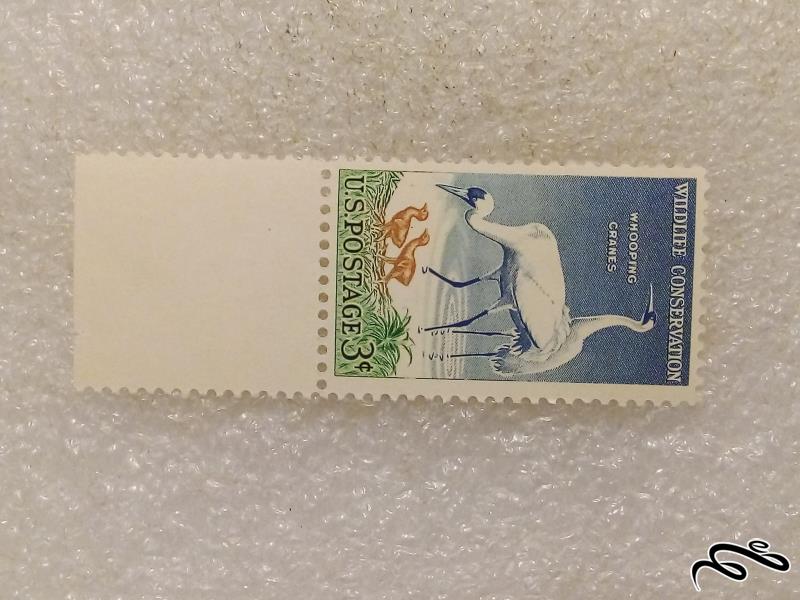 WILDLIFE CONSERVATION
WHOOPING
CRANES
U.S.POSTAGE 3¢